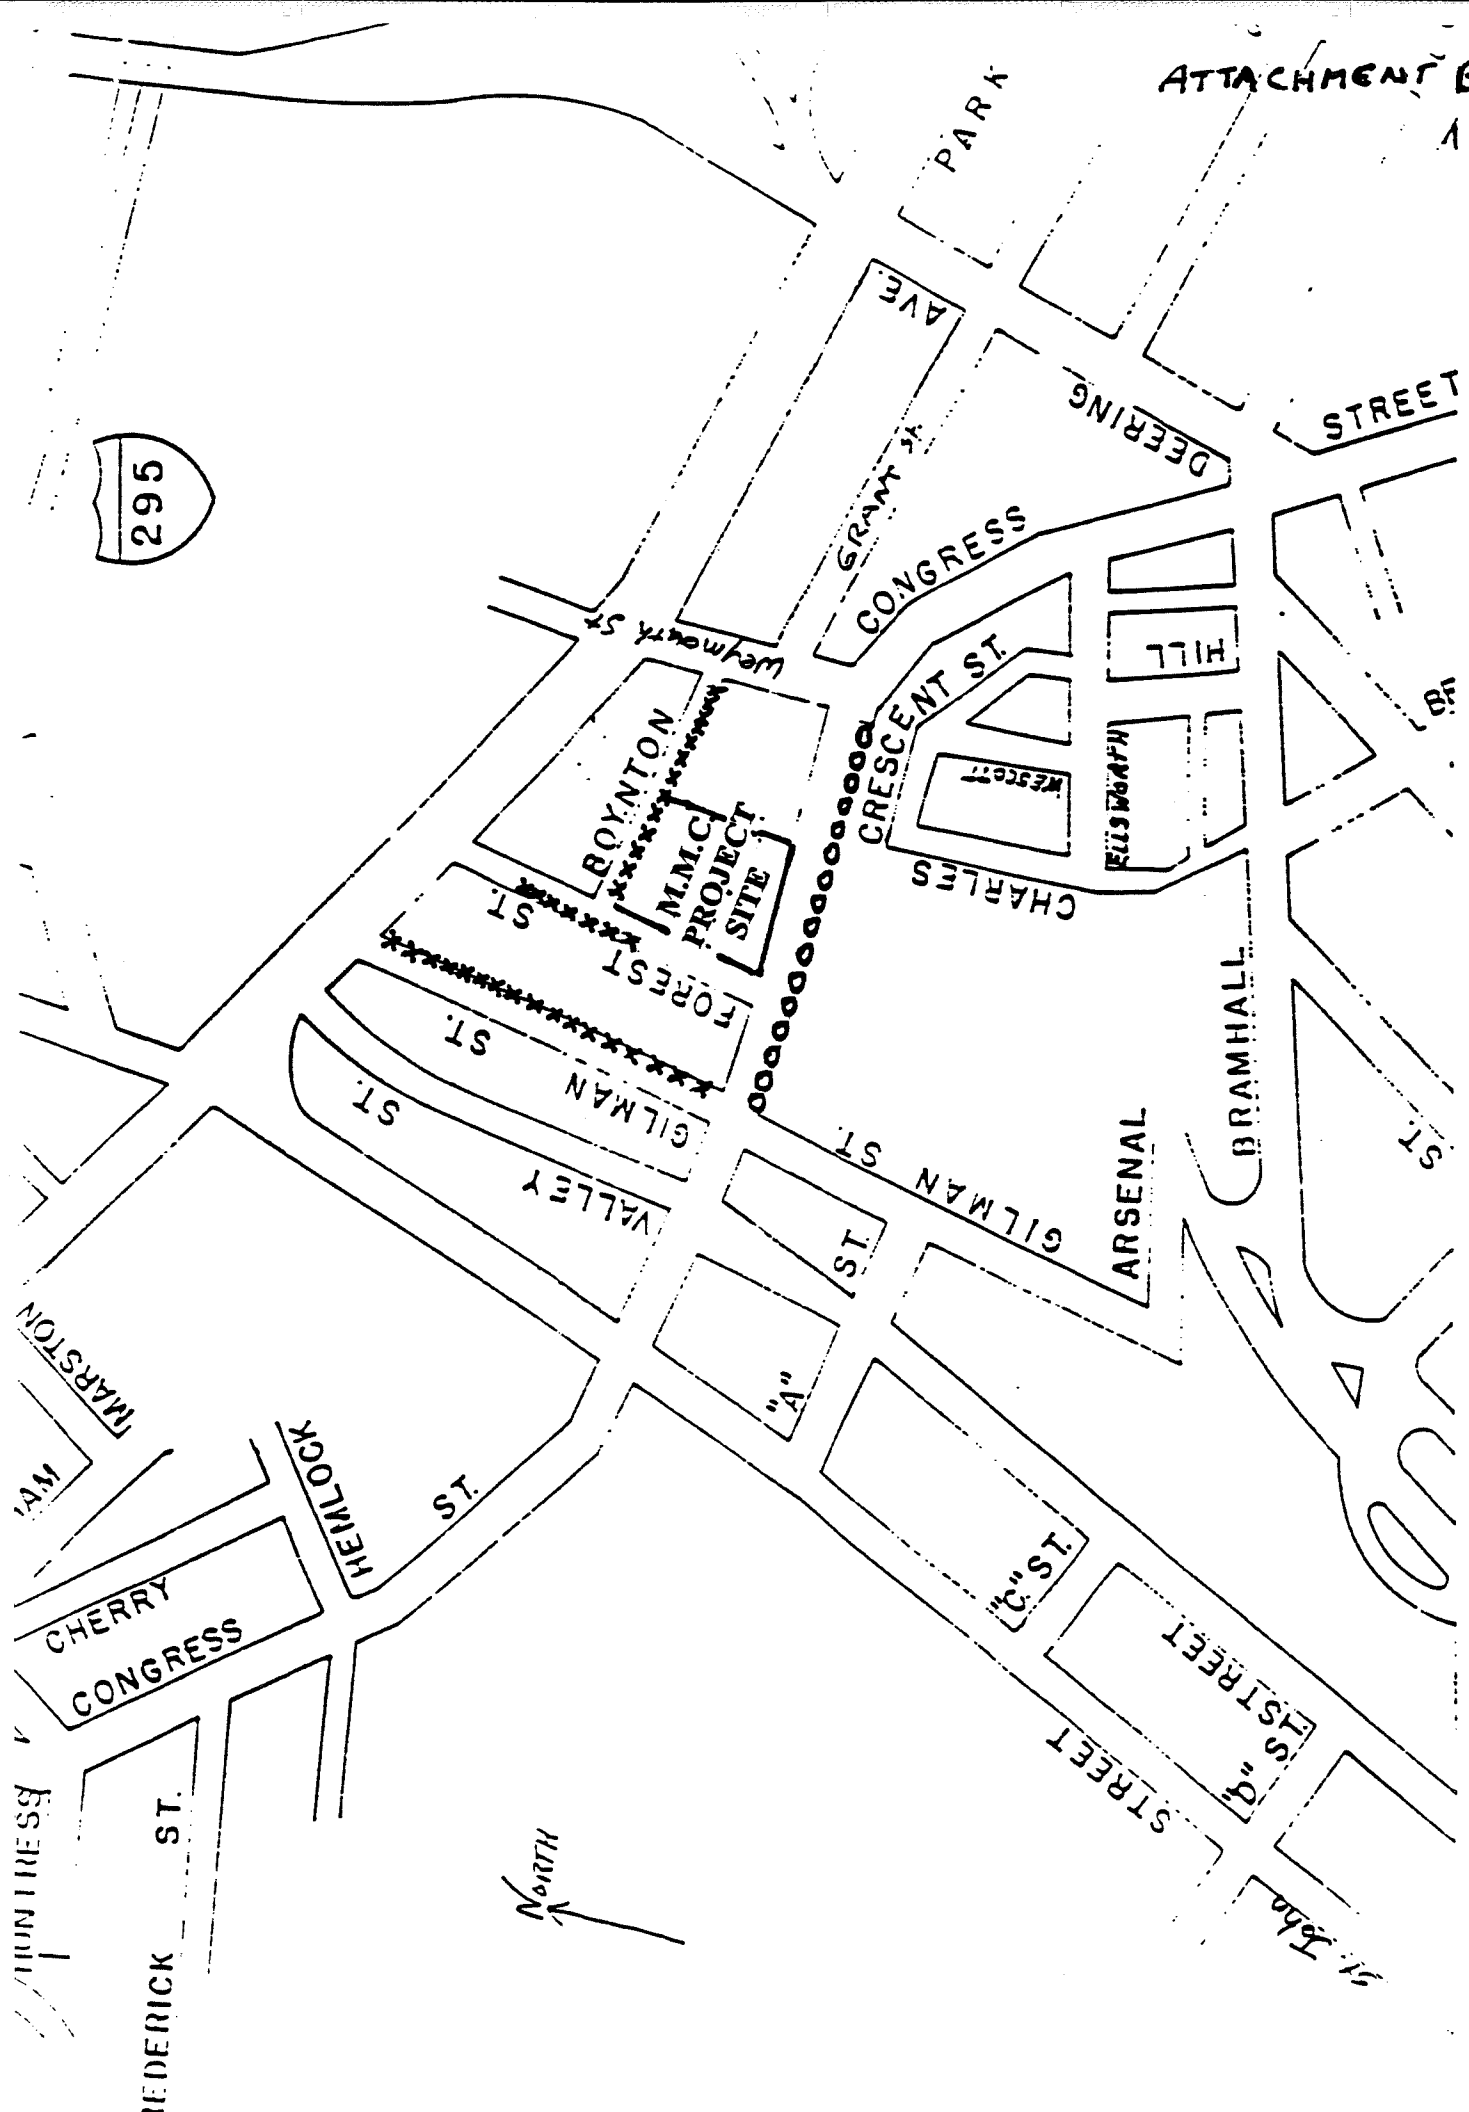 ATTACHMENT
PARK
AVE.
295
DEERING
STREET
GRANT St.
CONGRESS
Weymouth St
CRESCENT ST.
HILL
BOYNTON
WESCOTT
ELLSWORTH
M.M.C.
PROJECT
SITE
CHARLES
FOREST ST.
GILMAN ST.
BRAMHALL
VALLEY ST.
GILMAN ST.
ARSENAL
ST.
"A" ST.
MARSTON
HEMLOCK
ST.
CHERRY
CONGRESS
"C" ST.
STREET
"D" ST.
STREET
ST.
NORTH
St. John